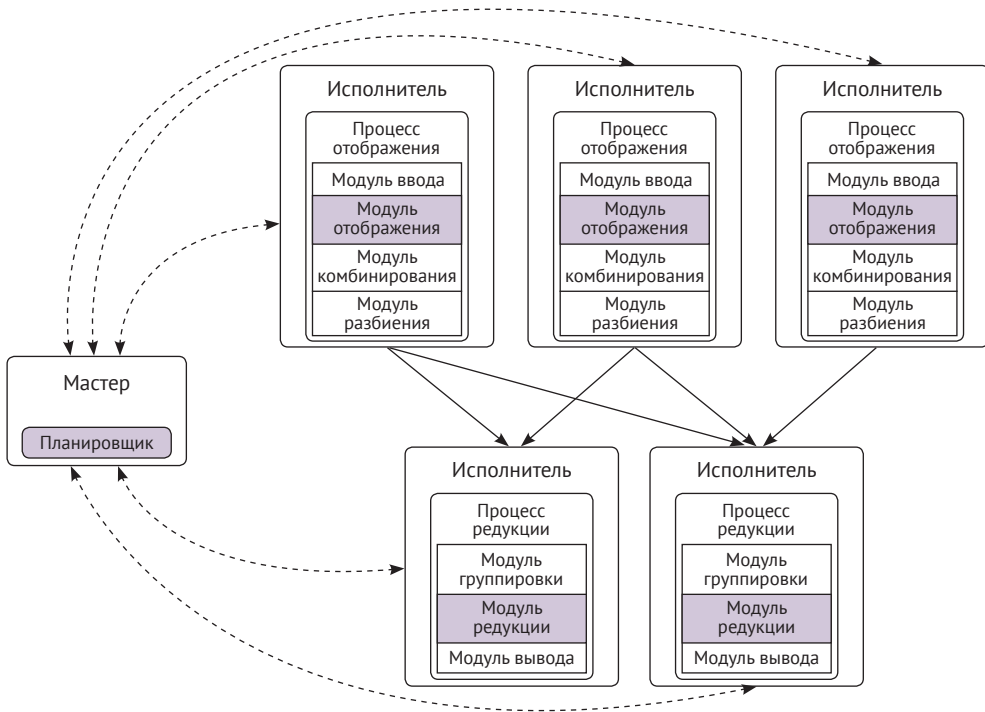 Исполнитель
Процесс
отображения
Модуль ввода
Модуль
отображения
Модуль
комбинирования
Модуль
разбиения
Исполнитель
Процесс
отображения
Модуль ввода
Модуль
отображения
Модуль
комбинирования
Модуль
разбиения
Исполнитель
Процесс
отображения
Модуль ввода
Модуль
отображения
Модуль
комбинирования
Модуль
разбиения
Мастер
Планировщик
Исполнитель
Процесс
редукции
Модуль
группировки
Модуль
редукции
Модуль вывода
Исполнитель
Процесс
редукции
Модуль
группировки
Модуль
редукции
Модуль вывода